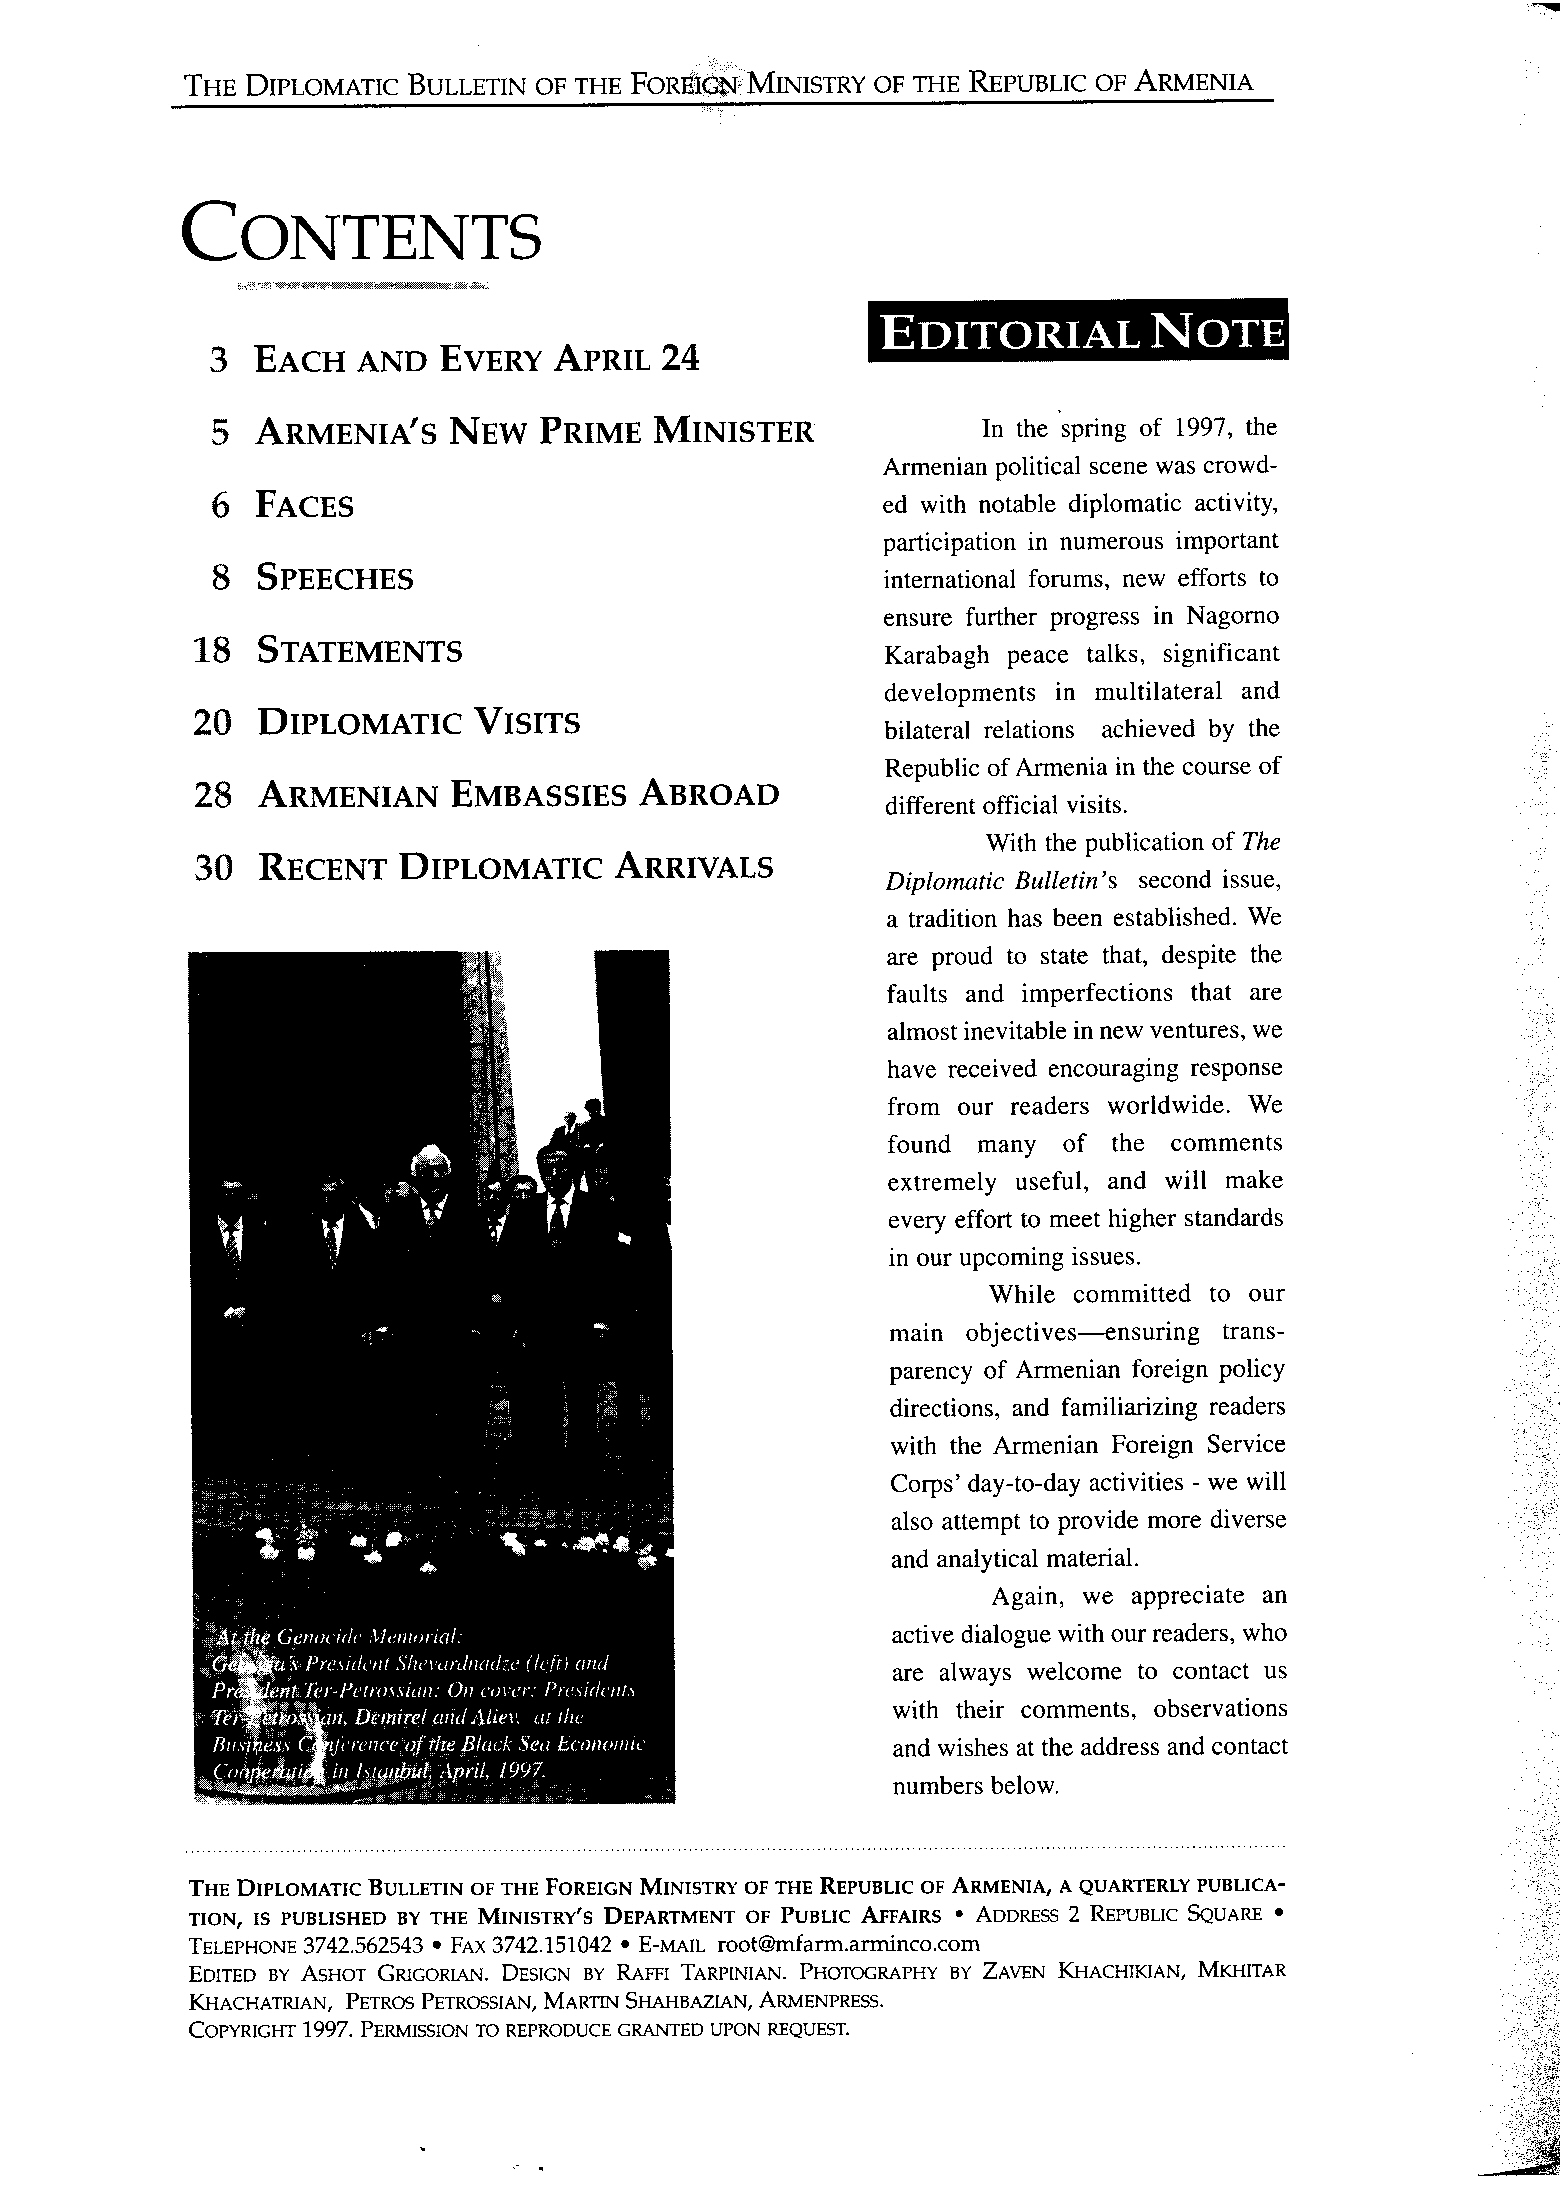 THE DIPLOMATIC BULLETIN OF THE FOREIGN MINISTRY OF THE REPUBLIC OF ARMENIA
CONTENTS
3 EACH AND EVERY APRIL 24
5 ARMENIA'S NEW PRIME MINISTER
6 FACES
8 SPEECHES
18 STATEMENTS
20 DIPLOMATIC VISITS
28 ARMENIAN EMBASSIES ABROAD
30 RECENT DIPLOMATIC ARRIVALS
At the Genocide Memorial:
Georgia's President Shevardnadze (left) and
President Ter-Petrossian: On cover: Presidents
Ter-Petrossian, Demirel and Aliev, at the
Business Conference of the Black Sea Economic
Cooperation in Istanbul, April, 1997.
EDITORIAL NOTE
In the spring of 1997, the
Armenian political scene was crowd-
ed with notable diplomatic activity,
participation in numerous important
international forums, new efforts to
ensure further progress in Nagorno
Karabagh peace talks, significant
developments in multilateral and
bilateral relations achieved by the
Republic of Armenia in the course of
different official visits.
With the publication of The
Diplomatic Bulletin's second issue,
a tradition has been established. We
are proud to state that, despite the
faults and imperfections that are
almost inevitable in new ventures, we
have received encouraging response
from our readers worldwide. We
found many of the comments
extremely useful, and will make
every effort to meet higher standards
in our upcoming issues.
While committed to our
main objectives—ensuring trans-
parency of Armenian foreign policy
directions, and familiarizing readers
with the Armenian Foreign Service
Corps' day-to-day activities - we will
also attempt to provide more diverse
and analytical material.
Again, we appreciate an
active dialogue with our readers, who
are always welcome to contact us
with their comments, observations
and wishes at the address and contact
numbers below.
THE DIPLOMATIC BULLETIN OF THE FOREIGN MINISTRY OF THE REPUBLIC OF ARMENIA, A QUARTERLY PUBLICA-
TION, IS PUBLISHED BY THE MINISTRY'S DEPARTMENT OF PUBLIC AFFAIRS • ADDRESS 2 REPUBLIC SQUARE •
TELEPHONE 3742.562543 • FAX 3742.151042 • E-MAIL root@mfarm.arminco.com
EDITED BY ASHOT GRIGORIAN. DESIGN BY RAFFI TARPINIAN. PHOTOGRAPHY BY ZAVEN KHACHIKIAN, MKHITAR
KHACHATRIAN, PETROS PETROSSIAN, MARTIN SHAHBAZIAN, ARMENPRESS.
COPYRIGHT 1997. PERMISSION TO REPRODUCE GRANTED UPON REQUEST.